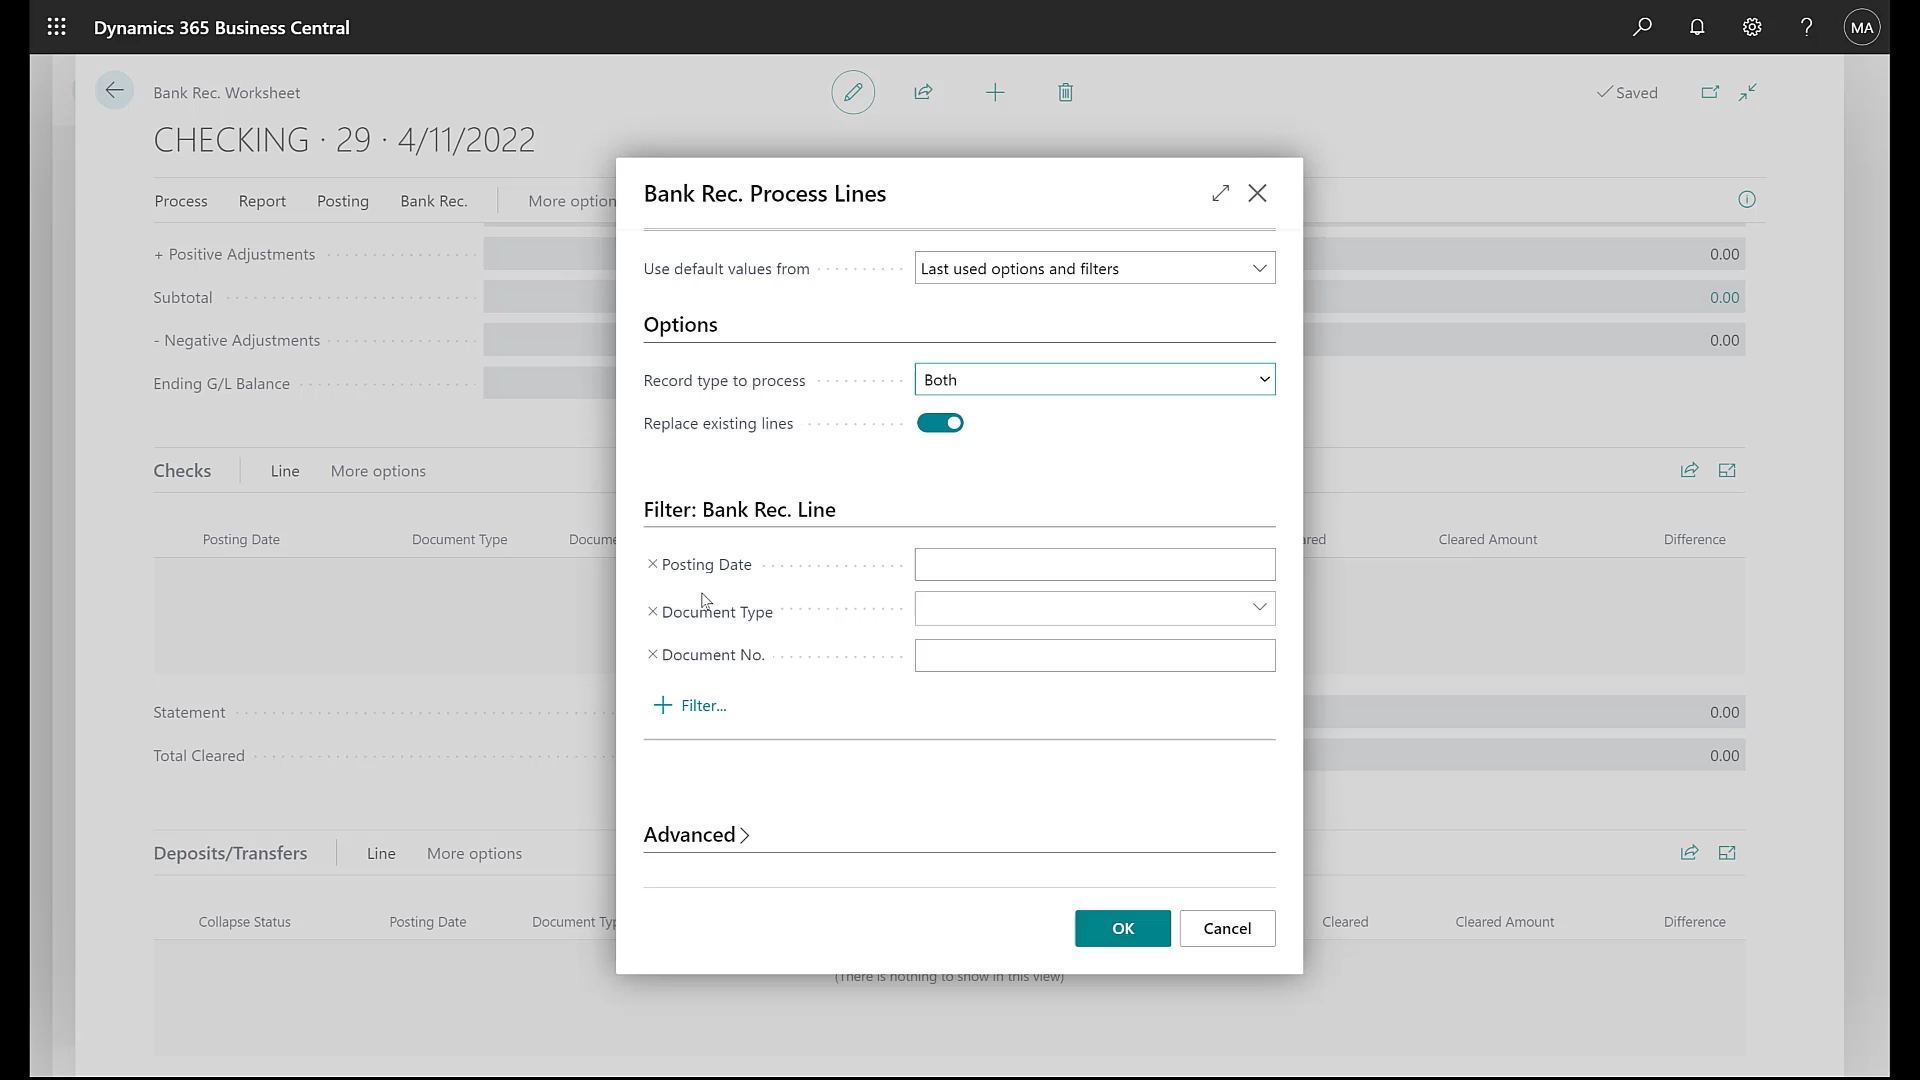 Dynamics 365 Business Central
MA
Bank Rec. Worksheet
Saved
CHECKING · 29 · 4/11/2022
Process Report Posting Bank Rec. More option
+ Positive Adjustments 0.00
Subtotal 0.00
- Negative Adjustments 0.00
Ending G/L Balance
Checks Line More options
Posting Date Document Type Docume ared Cleared Amount Difference
Statement 0.00
Total Cleared 0.00
Deposits/Transfers Line More options
Collapse Status Posting Date Document Typ Cleared Cleared Amount Difference
(There is nothing to show in this view)
Bank Rec. Process Lines
Use default values from Last used options and filters
Options
Record type to process Both
Replace existing lines
Filter: Bank Rec. Line
× Posting Date
× Document Type
× Document No.
+ Filter...
Advanced >
OK Cancel